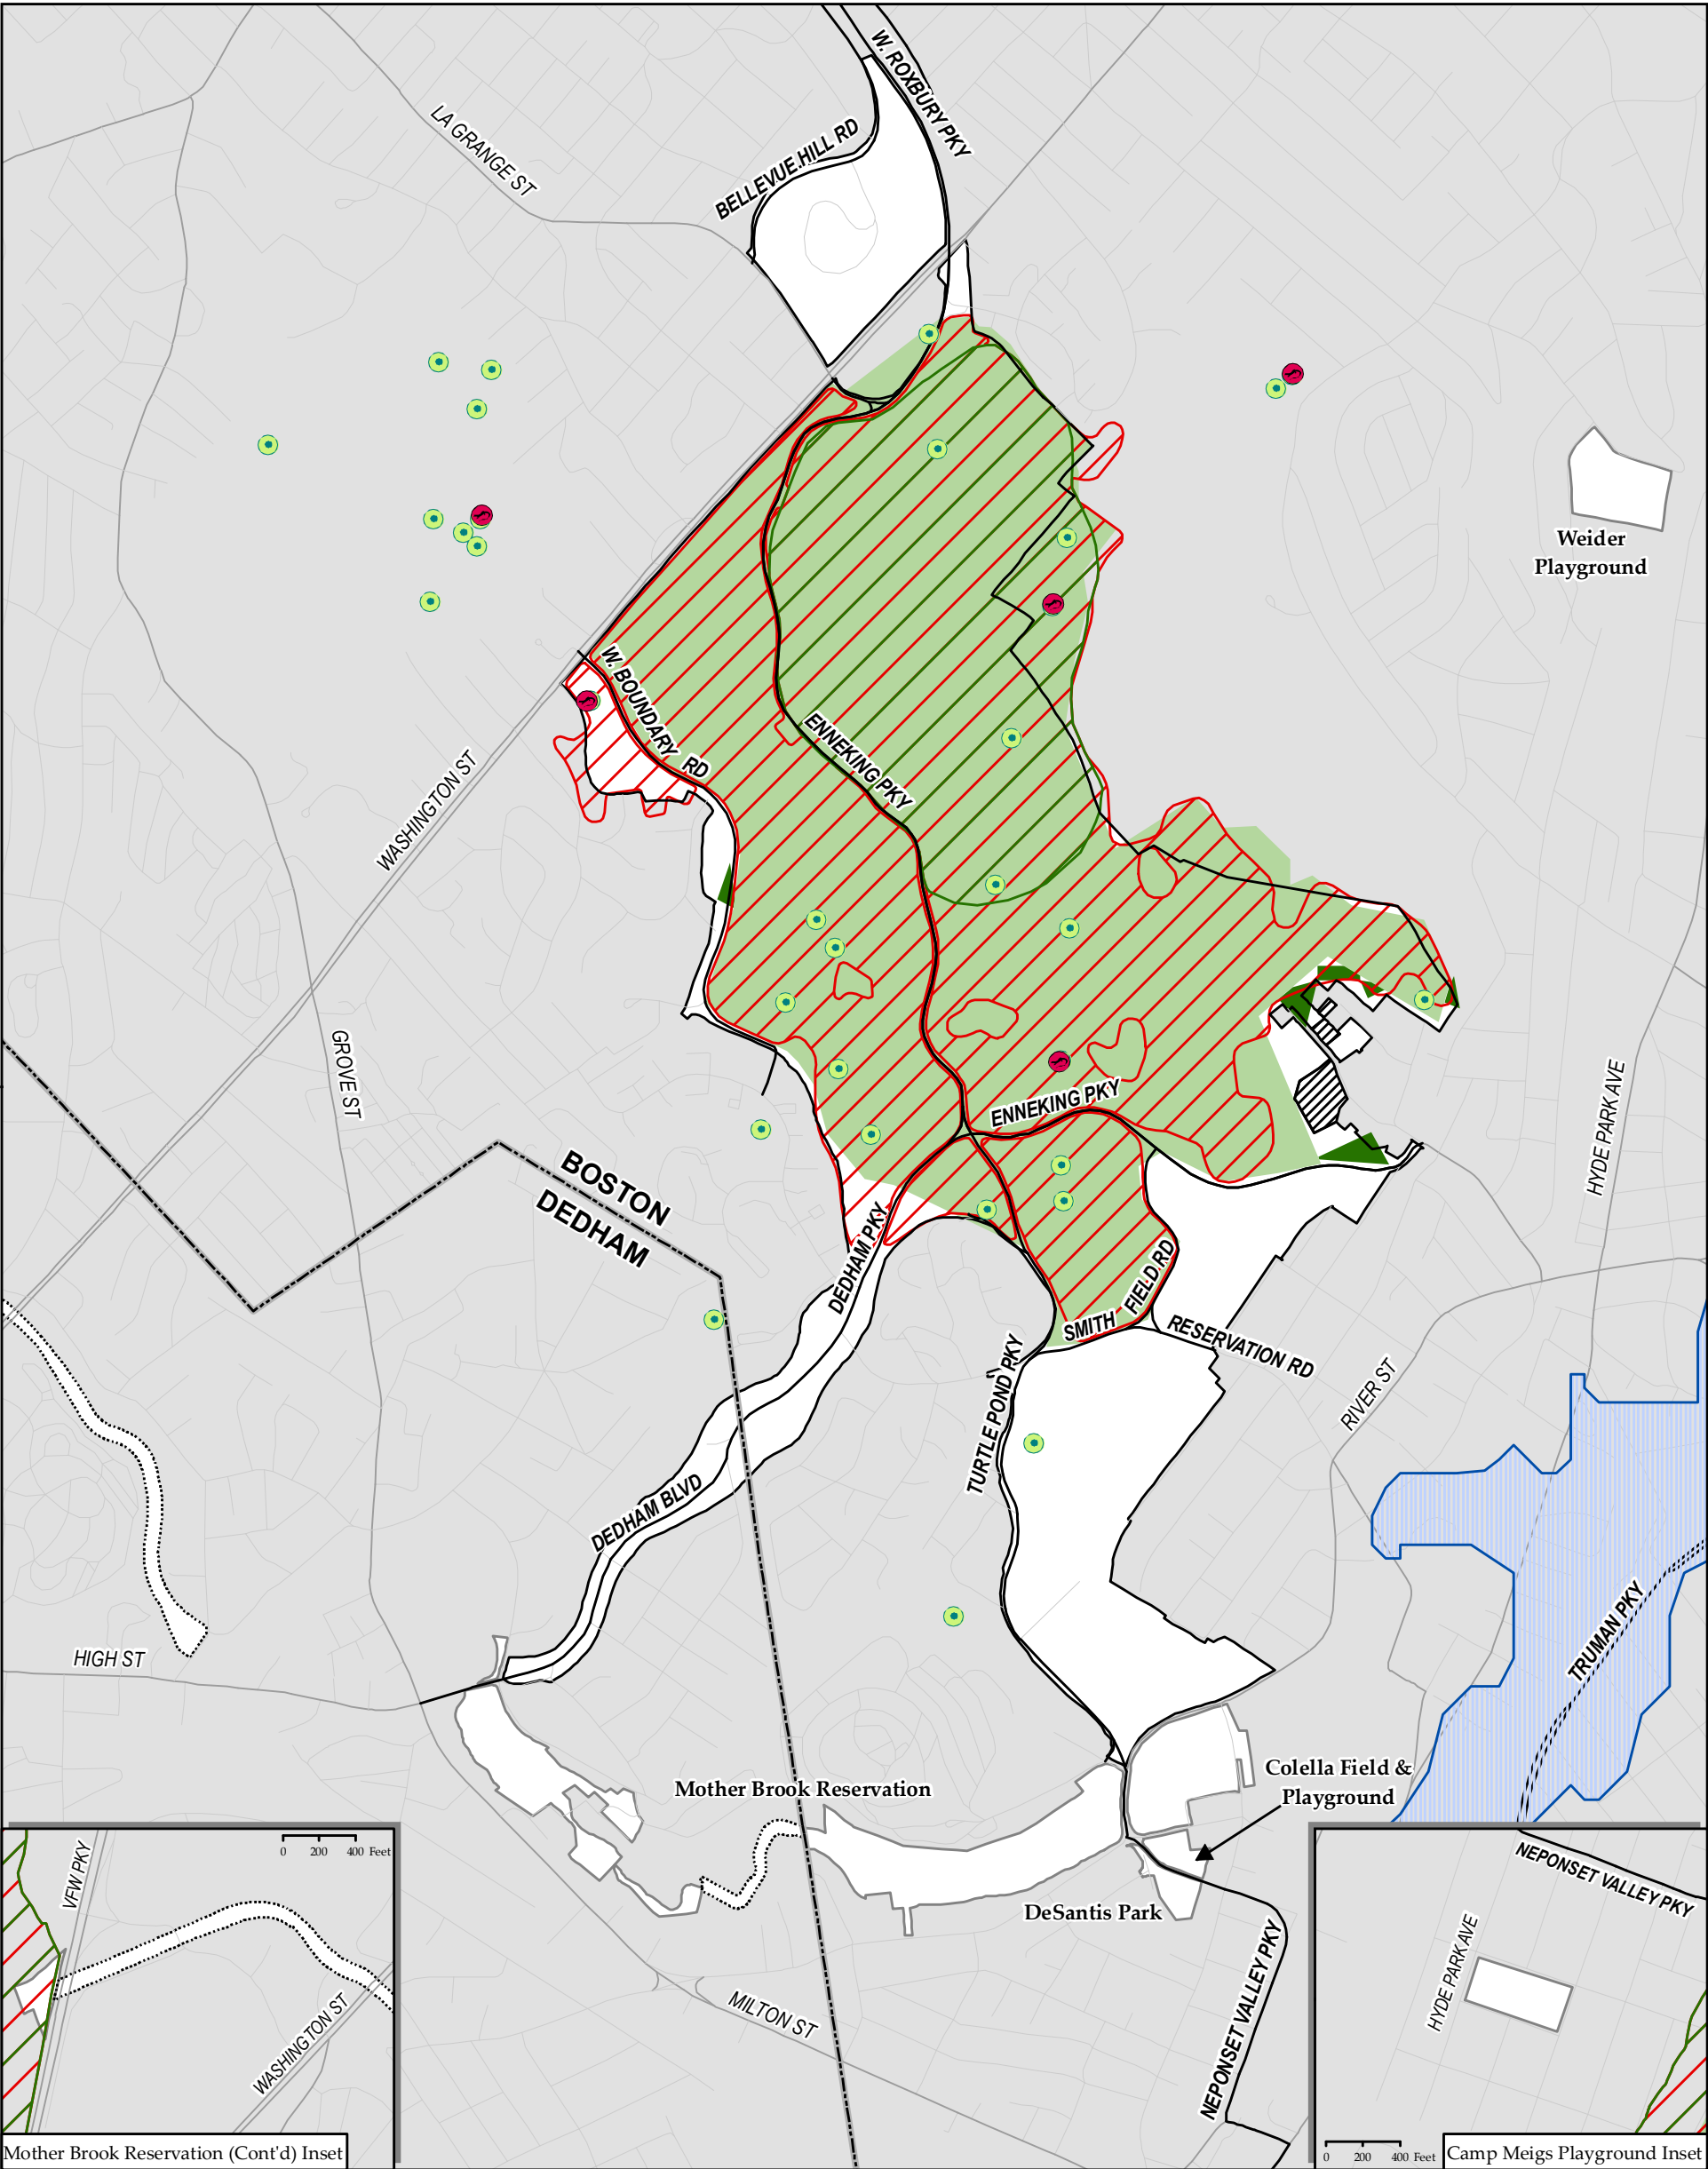 W. ROXBURY PKY
LA GRANGE ST
BELLEVUE HILL RD
Weider
Playground
W. BOUNDARY RD
ENNEKING PKY
WASHINGTON ST
GROVE ST
HYDE PARK AVE
ENNEKING PKY
BOSTON
DEDHAM
DEDHAM PKY
SMITH FIELD RD
RESERVATION RD
TURTLE POND PKY
RIVER ST
DEDHAM BLVD
TRUMAN PKY
HIGH ST
Mother Brook Reservation
Colella Field &
Playground
DeSantis Park
NEPONSET VALLEY PKY
MILTON ST
0 200 400 Feet
VFW PKY
WASHINGTON ST
Mother Brook Reservation (Cont'd) Inset
NEPONSET VALLEY PKY
HYDE PARK AVE
0 200 400 Feet
Camp Meigs Playground Inset